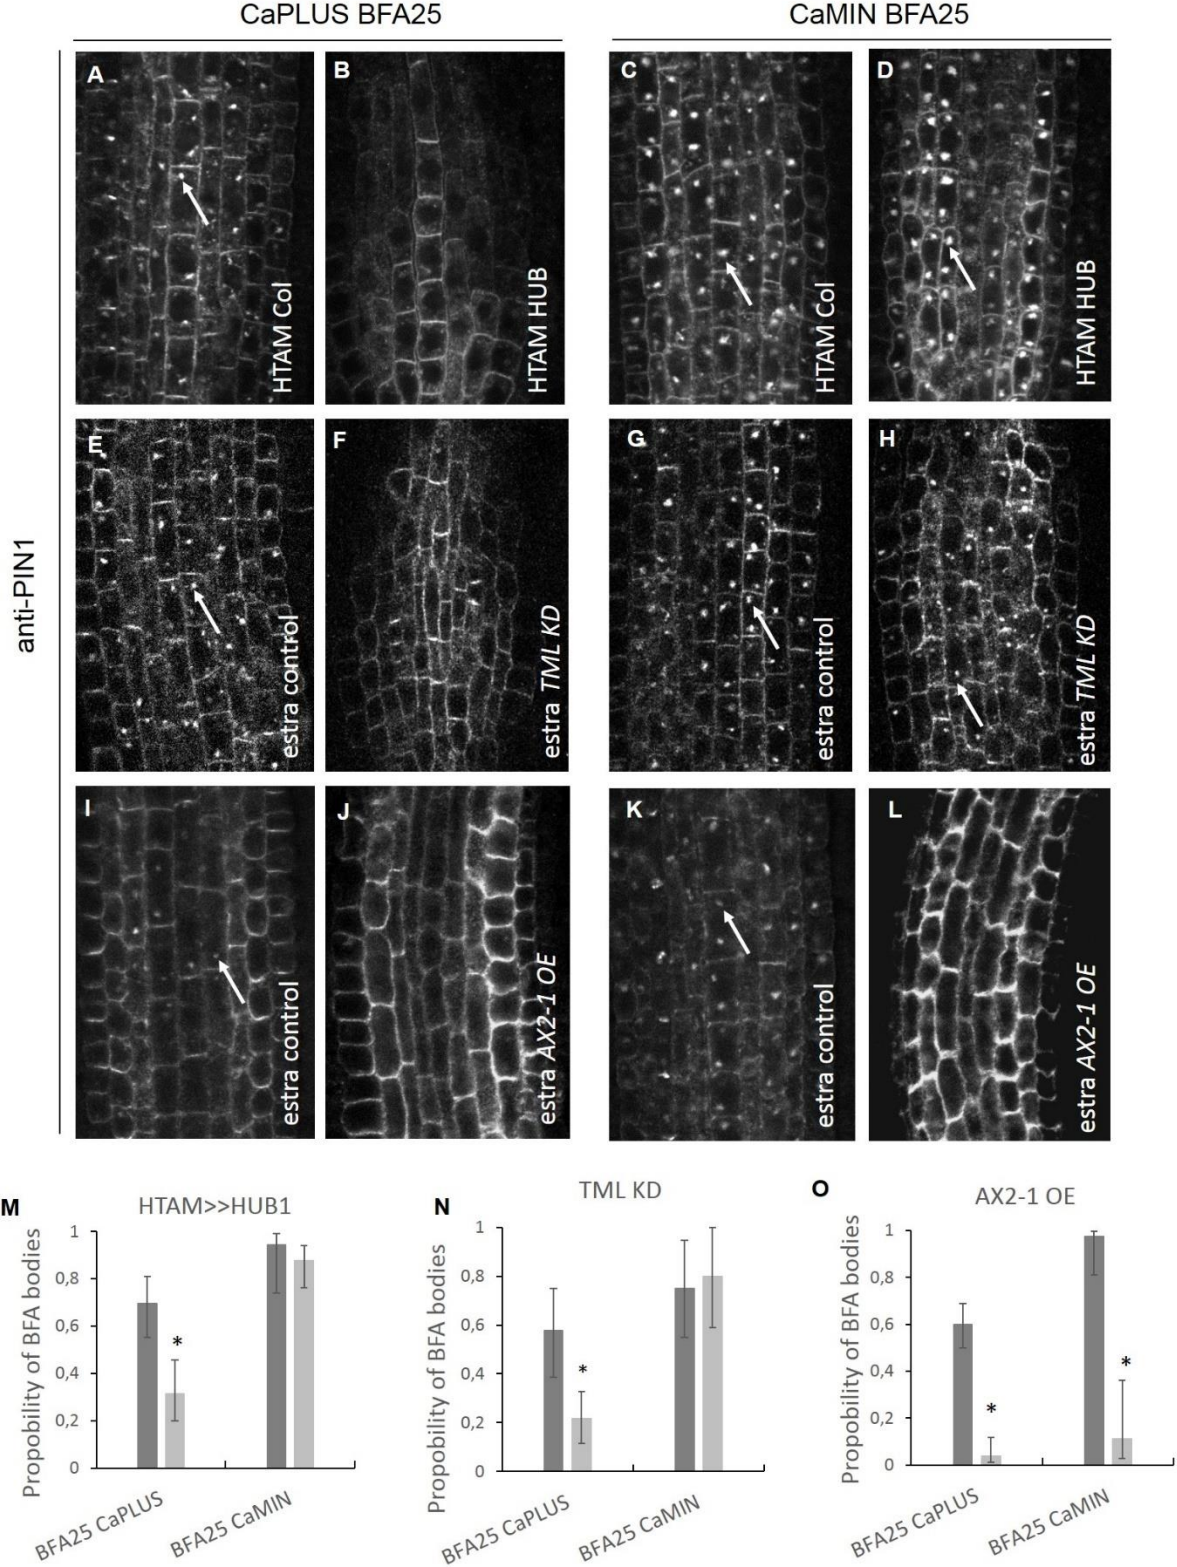 CaPLUS BFA25
CaMIN BFA25
anti-PIN1
A
HTAM Col
B
HTAM HUB
C
HTAM Col
D
HTAM HUB
E
estra control
F
estra TML KD
G
estra control
H
estra TML KD
I
estra control
J
estra AX2-1 OE
K
estra control
L
estra AX2-1 OE
M
HTAM>>HUB1
Propobility of BFA bodies
1
0,8
0,6
0,4
0,2
0
*
BFA25 CaPLUS
BFA25 CaMIN
N
TML KD
Propobility of BFA bodies
1
0,8
0,6
0,4
0,2
0
*
BFA25 CaPLUS
BFA25 CaMIN
O
AX2-1 OE
Propobility of BFA bodies
1
0,8
0,6
0,4
0,2
0
*
*
BFA25 CaPLUS
BFA25 CaMIN